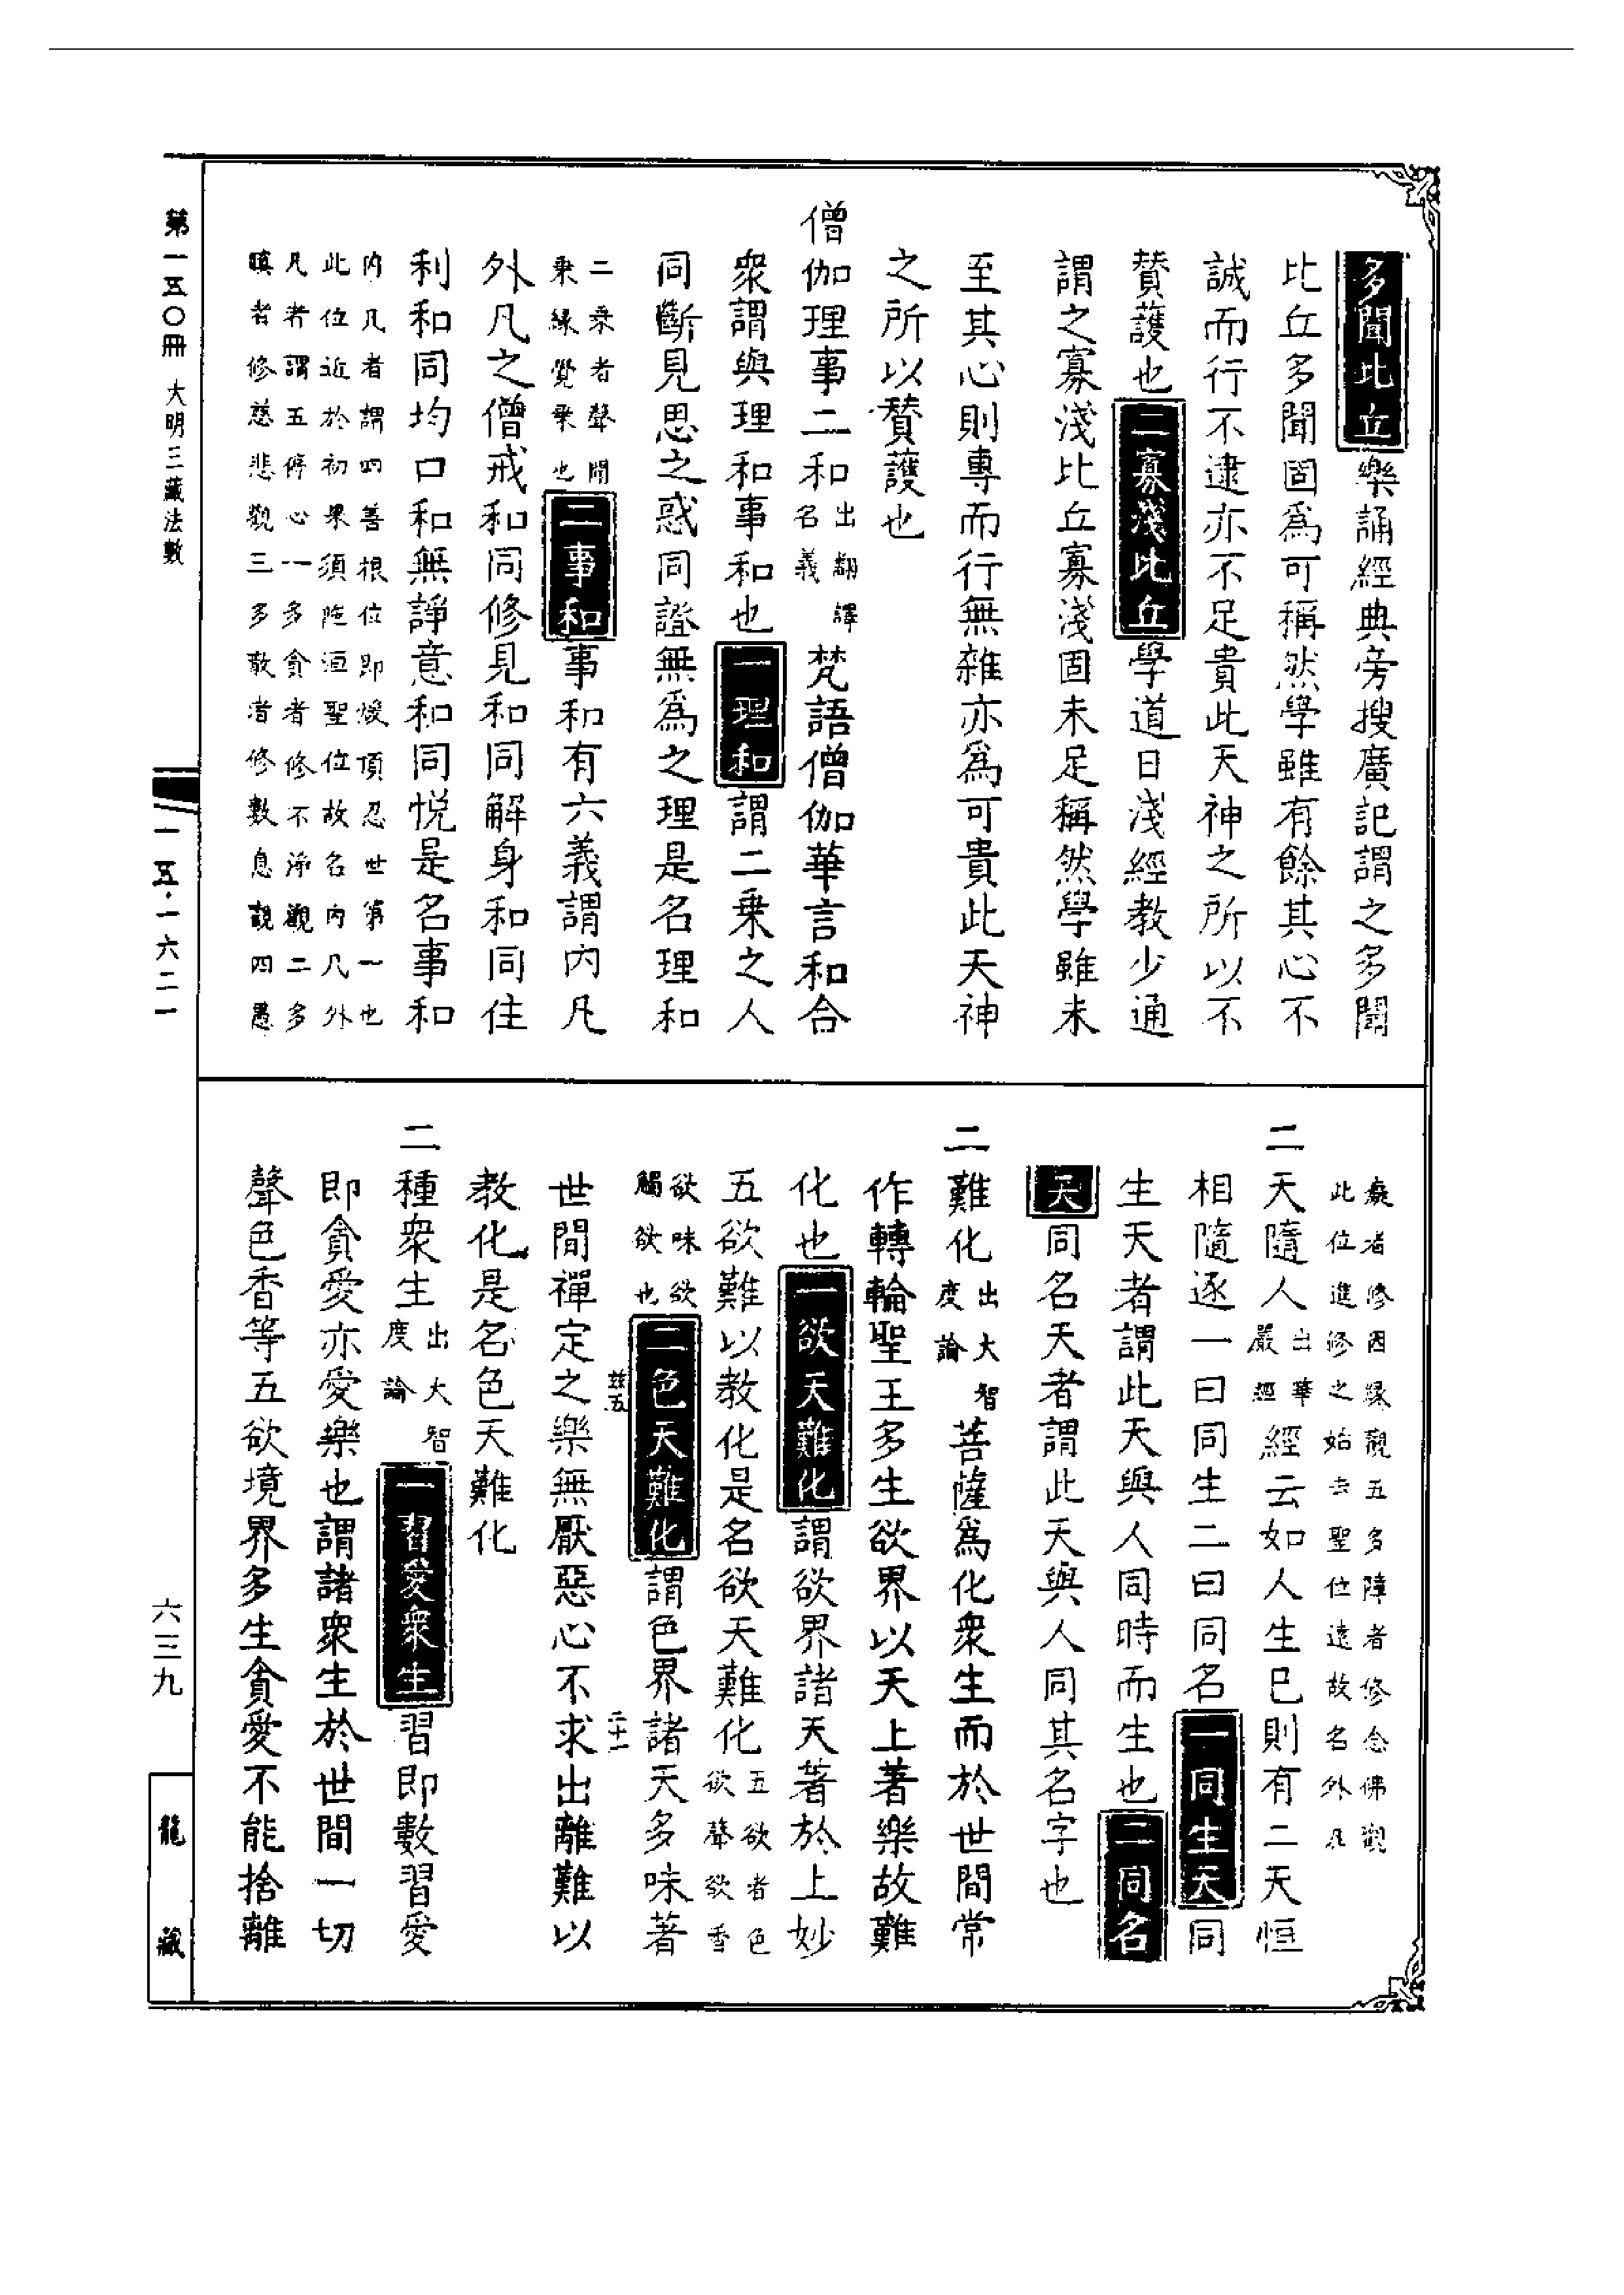 多聞比丘樂誦經典旁搜廣記謂之多聞
比丘多聞固為可稱然學雖有餘其心不
誠而行不逮亦不足貴此天神之所以不
贊護也二寡淺比丘學道日淺經教少通
謂之寡淺比丘寡淺固未足稱然學雖未
至其心則專而行無雜亦為可貴此天神
之所以贊護也
僧伽理事二和出翻譯名義梵語僧伽華言和合
衆謂與理和事和也一理和謂二乗之人
同斷見思之惑同證無為之理是名理和
二乗者聲聞乗緣覺乗也二事和事和有六義謂內凡
外凡之僧戒和同修見和同解身和同住
利和同均口和無諍意和同悅是名事和
內凡者謂四善根位即煖頂忍世第一也
此位近於初果須陁洹聖位故名內凡外
凡者謂五停心一多貪者修不淨觀二多
瞋者修慈悲觀三多散者修數息觀四愚
癡者修因緣觀五多障者修念佛觀
此位進修之始去聖位遠故名外凡
二天隨人出華嚴經經云如人生已則有二天恒
相隨逐一曰同生二曰同名一同生天同
生天者謂此天與人同時而生也二同名
天同名天者謂此天與人同其名字也
二難化出大智度論菩薩為化衆生而於世間常
作轉輪聖王多生欲界以天上著樂故難
化也一欲天難化謂欲界諸天著於上妙
五欲難以教化是名欲天難化五欲者色欲聲欲香
欲味欲觸欲也二色天難化謂色界諸天多味著
世間禪定之樂無厭惡心不求出離難以
教化是名色天難化
二種衆生出大智度論一習愛衆生習即數習愛
即貪愛亦愛樂也謂諸衆生於世間一切
聲色香等五欲境界多生貪愛不能捨離
第一五〇冊 大明三藏法數
一一五·一六二一
六三九
龍藏